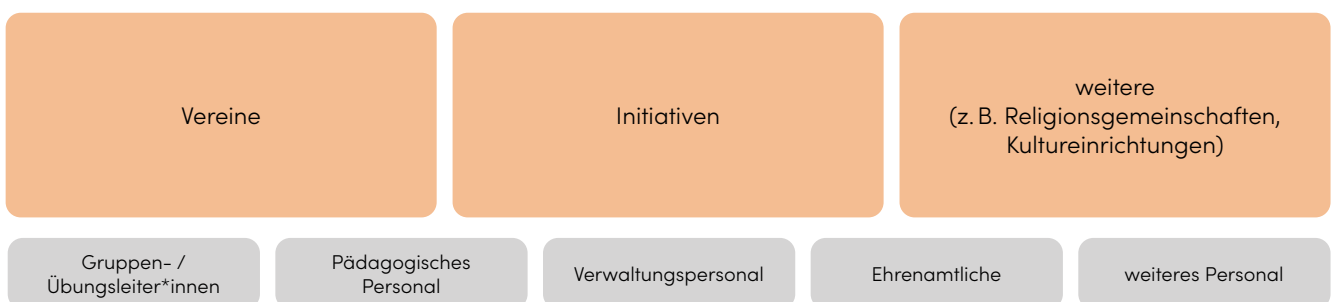 Vereine
Initiativen
weitere
(z. B. Religionsgemeinschaften,
Kultureinrichtungen)
Gruppen- /
Übungsleiter*innen
Pädagogisches
Personal
Verwaltungspersonal
Ehrenamtliche
weiteres Personal